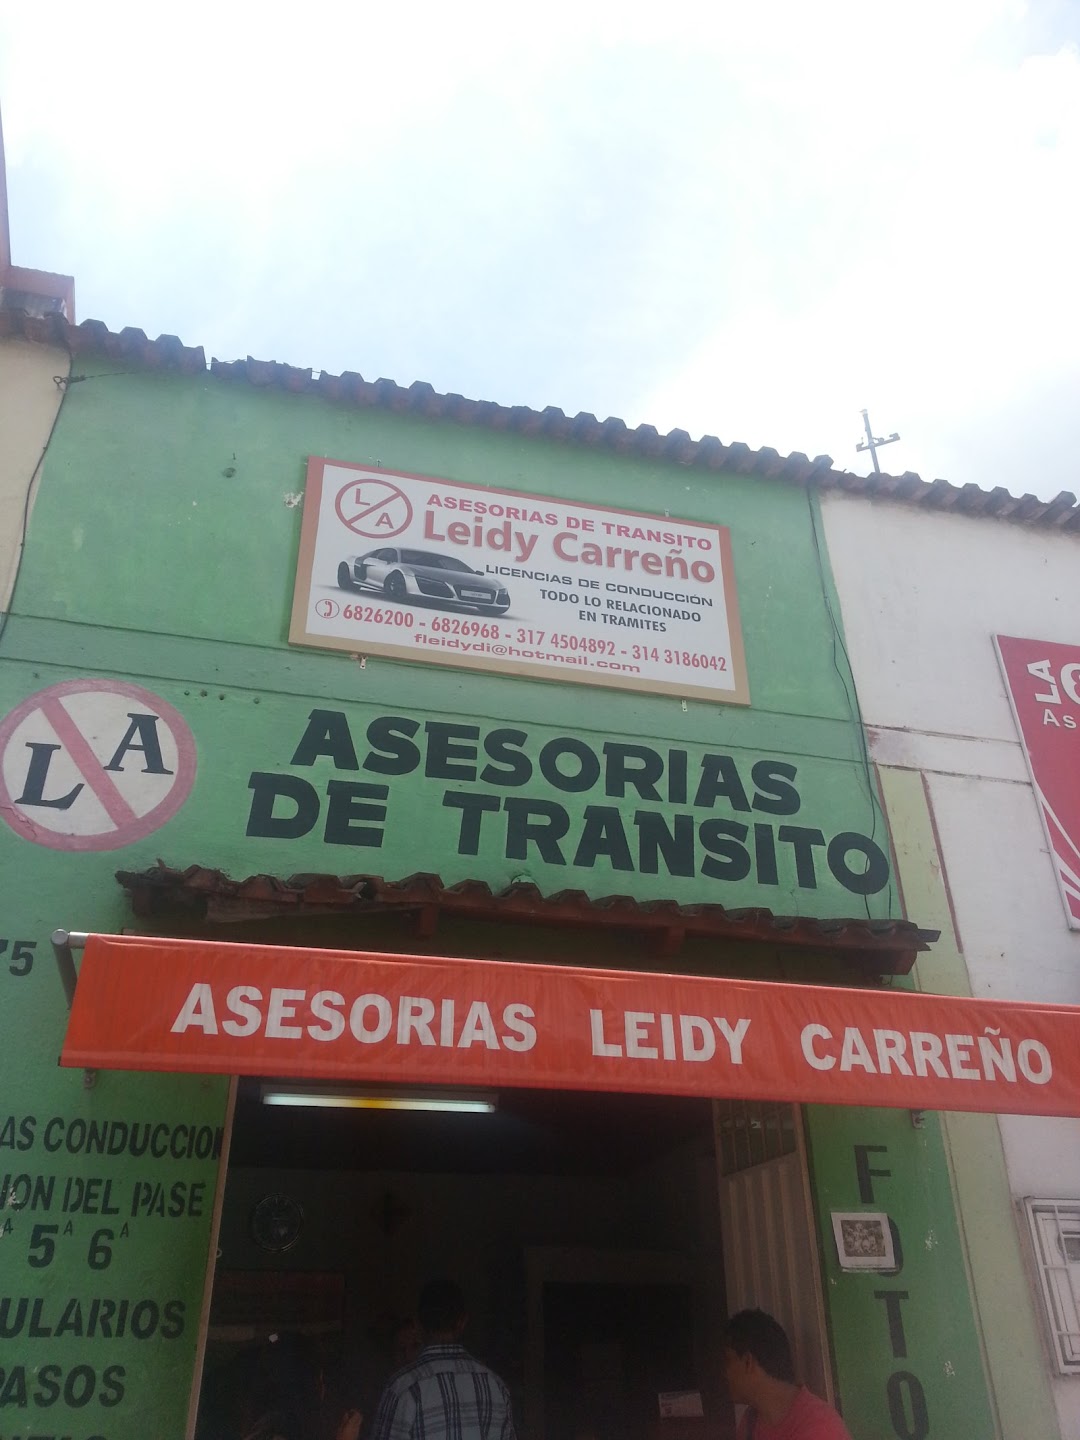 L A
ASESORIAS DE TRANSITO
Leidy Carreño
LICENCIAS DE CONDUCCIÓN
TODO LO RELACIONADO
EN TRAMITES
6826200 - 6826968 - 317 4504892 - 314 3186042
fleidydi@hotmail.com
L A
ASESORIAS
DE TRANSITO
LA
As
75
ASESORIAS LEIDY CARREÑO
AS CONDUCCION
ION DEL PASE
4ª 5ª 6ª
ULARIOS
PASOS
FOTO